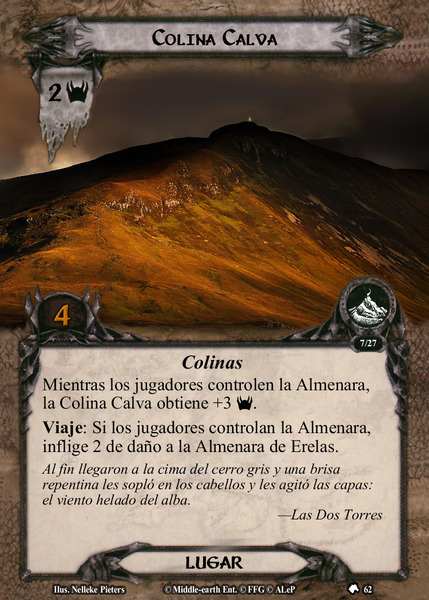 Colina Calva
2
4
7/27
Colinas
Mientras los jugadores controlen la Almenara,
la Colina Calva obtiene +3 .
Viaje: Si los jugadores controlan la Almenara,
inflige 2 de daño a la Almenara de Erelas.
Al fin llegaron a la cima del cerro gris y una brisa
repentina les sopló en los cabellos y les agitó las capas:
el viento helado del alba.
—Las Dos Torres
LUGAR
Ilus. Nelleke Pieters © Middle-earth Ent. © FFG © ALeP 62